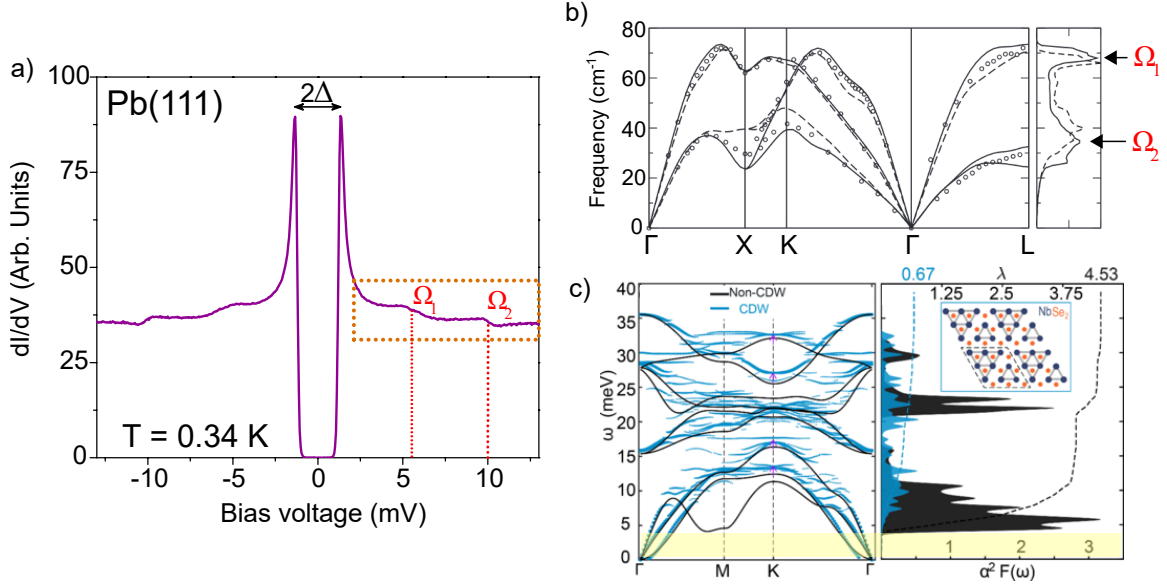 a)
100
75
50
25
0
dI/dV (Arb. Units)
Pb(111)
2Δ
Ω1
Ω2
T = 0.34 K
-10
-5
0
5
10
Bias voltage (mV)
b)
80
60
40
20
0
Frequency (cm-1)
Γ
X
K
Γ
L
Ω1
Ω2
c)
40
35
30
25
20
15
10
5
0
ω (meV)
Non-CDW
CDW
Γ
M
K
Γ
0.67
λ
4.53
1.25
2.5
3.75
NbSe2
1
2
3
α2 F(ω)